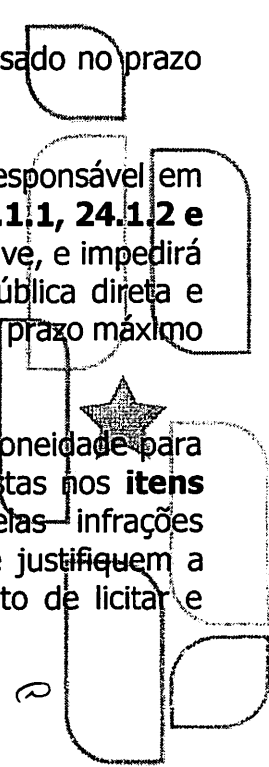 sado no prazo
esponsável em
.1.1, 24.1.2 e
ve, e impedirá
ública direta e
prazo máximo
oneidade para
stas nos itens
elas infrações
e justifiquem a
to de licitar e